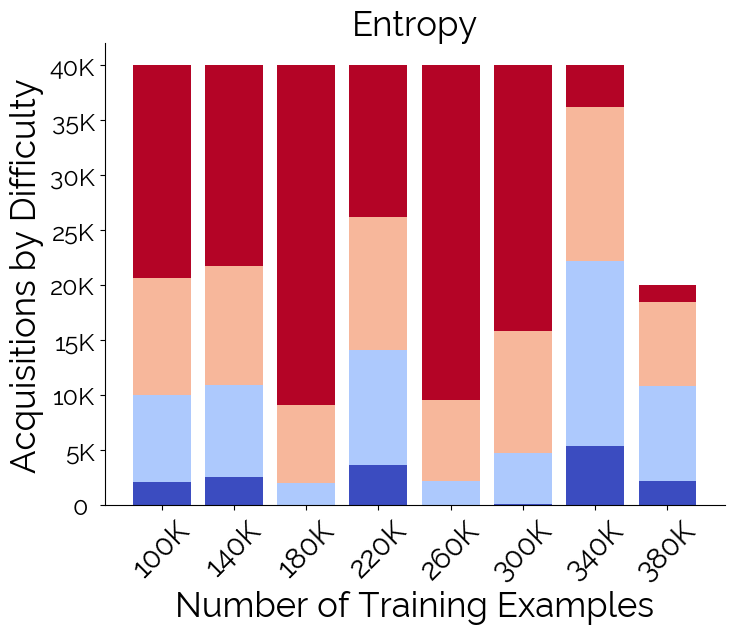 Entropy
Acquisitions by Difficulty
40K
35K
30K
25K
20K
15K
10K
5K
0
100K
140K
180K
220K
260K
300K
340K
380K
Number of Training Examples